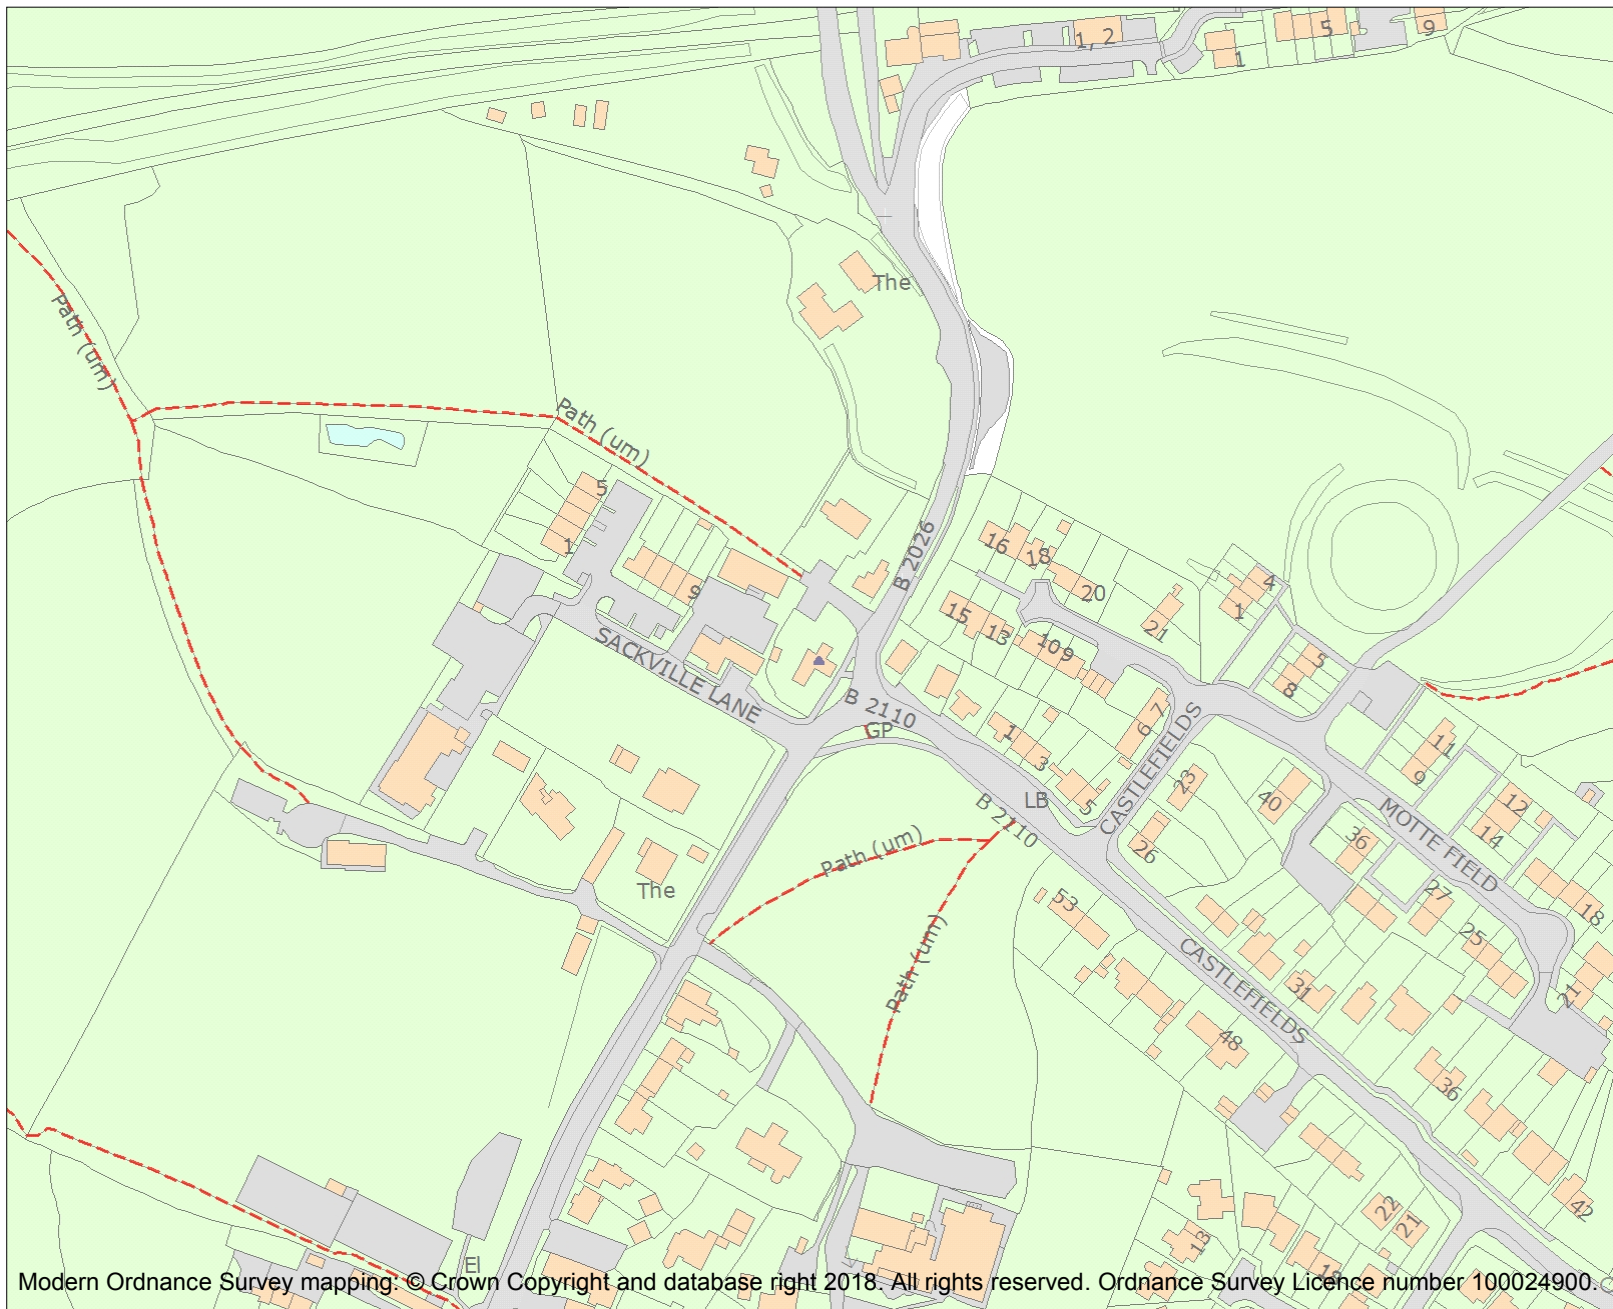 1, 2
5
9
1
The
Path (um)
Path (um)
5
1
9
B 2026
16
18
20
15
13
10
9
21
4
1
5
8
SACKVILLE LANE
B 2110
GP
1
3
5
6
7
CASTLEFIELDS
23
26
LB
B 2110
40
11
9
12
14
MOTTE FIELD
36
27
25
18
21
Path (um)
Path (um)
The
53
CASTLEFIELDS
31
48
36
42
22
21
13
19
El
Modern Ordnance Survey mapping. © Crown Copyright and database right 2018. All rights reserved. Ordnance Survey Licence number 100024900.